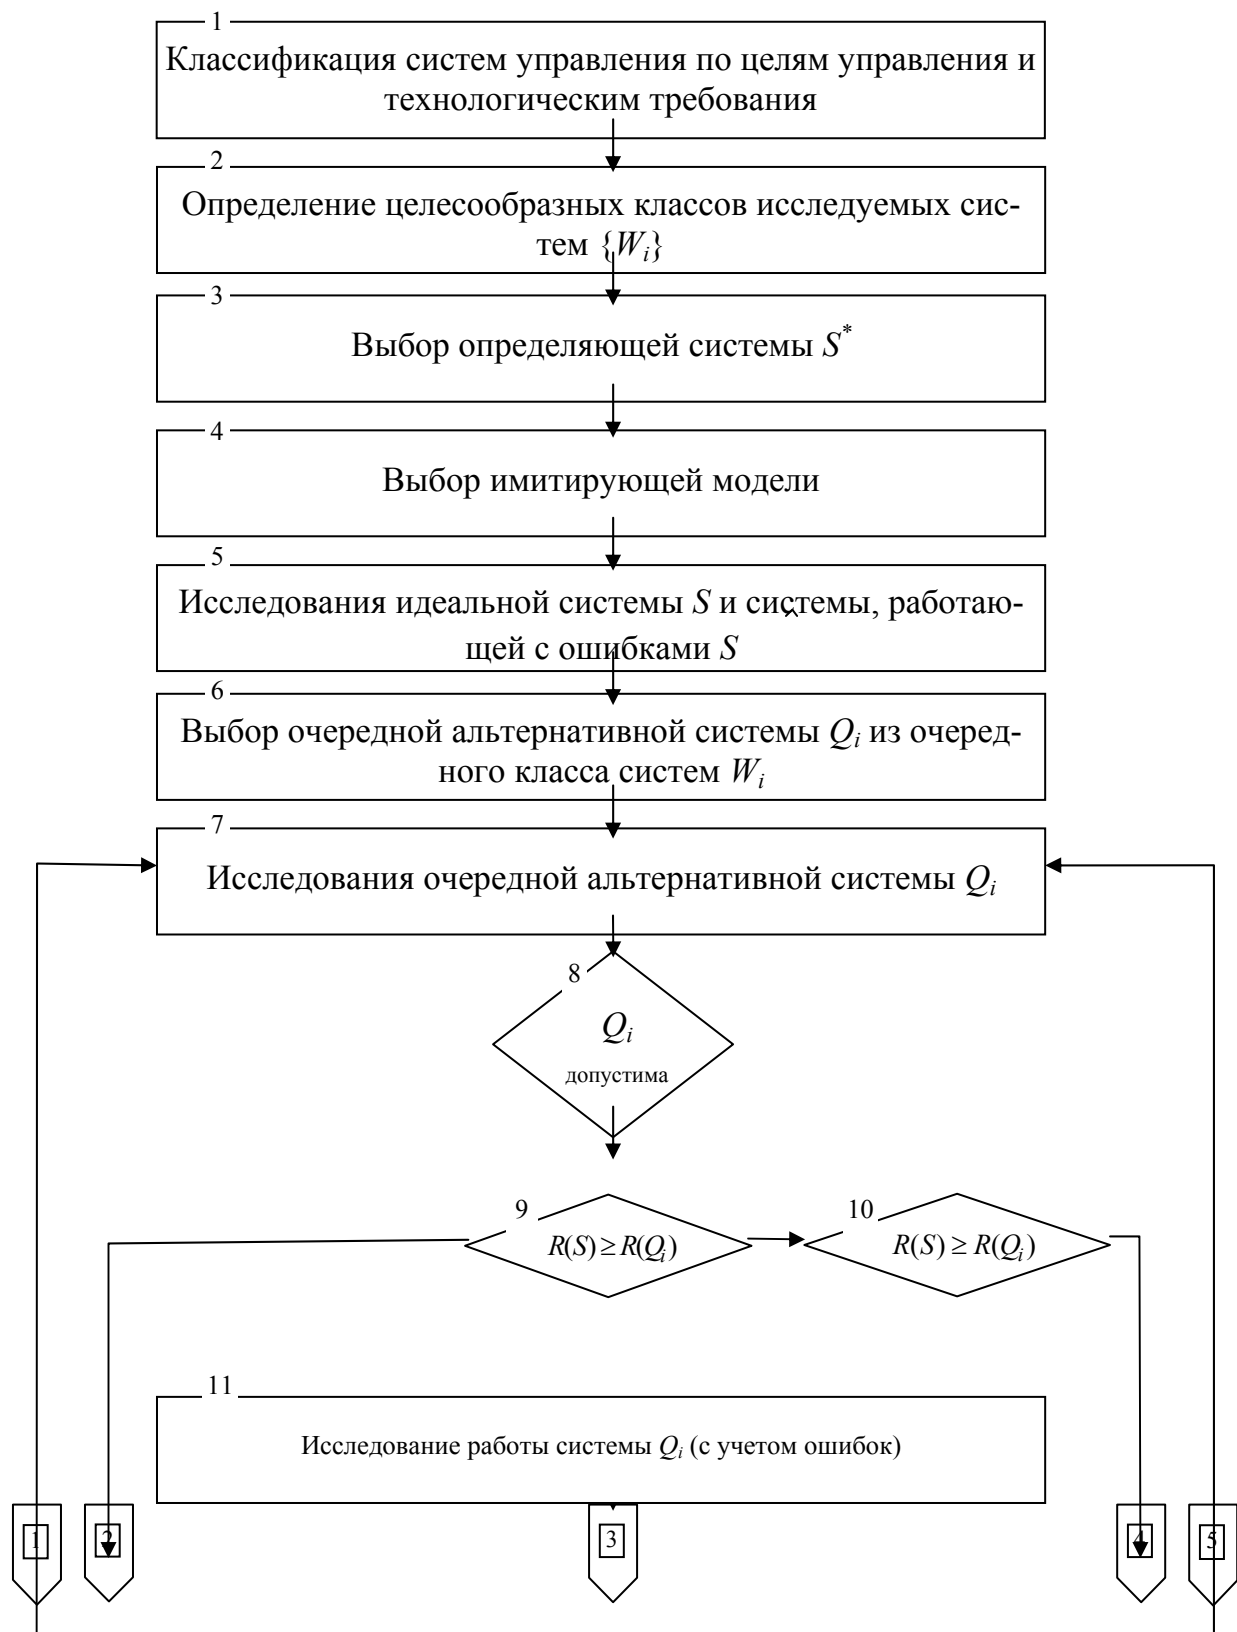 1
Классификация систем управления по целям управления и
технологическим требования
2
Определение целесообразных классов исследуемых сис-
тем {Wi}
3
Выбор определяющей системы S*
4
Выбор имитирующей модели
5
Исследования идеальной системы S и системы, работаю-
щей с ошибками S
6
Выбор очередной альтернативной системы Qi из очеред-
ного класса систем Wi
7
Исследования очередной альтернативной системы Qi
8
Qi
допустима
9
R(S) ≥ R(Qi)
10
R(S) ≥ R(Qi)
11
Исследование работы системы Qi (с учетом ошибок)
1
2
3
4
5